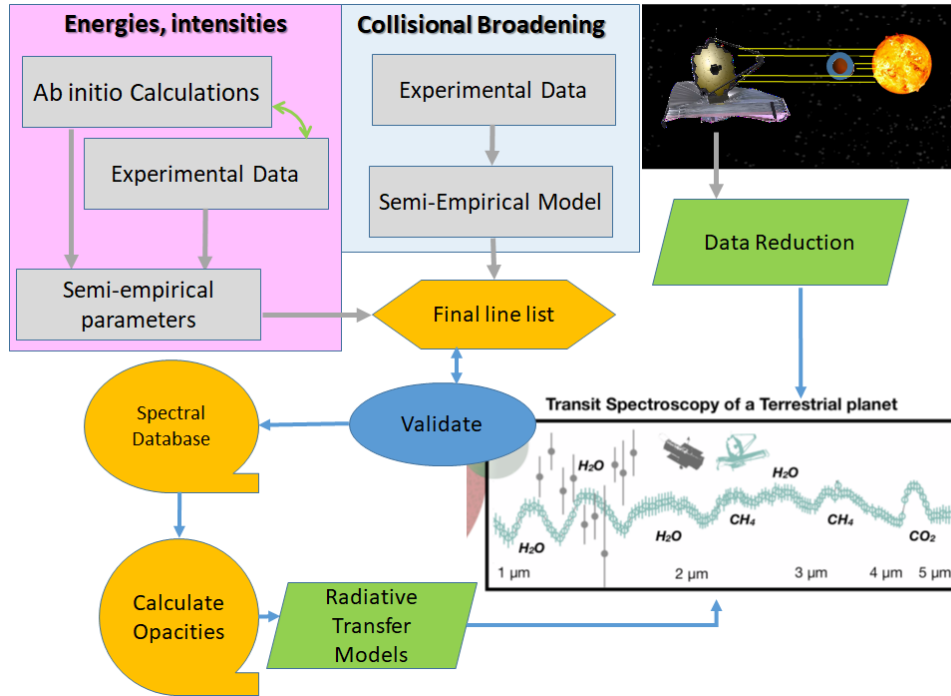 Energies, intensities
Ab initio Calculations
Experimental Data
Semi-empirical
parameters
Collisional Broadening
Experimental Data
Semi-Empirical Model
Final line list
Data Reduction
Validate
Spectral
Database
Calculate
Opacities
Radiative
Transfer
Models
Transit Spectroscopy of a Terrestrial planet
H₂O
H₂O
H₂O
CH₄
H₂O
CH₄
CO₂
1 μm
2 μm
3 μm
4 μm
5 μm